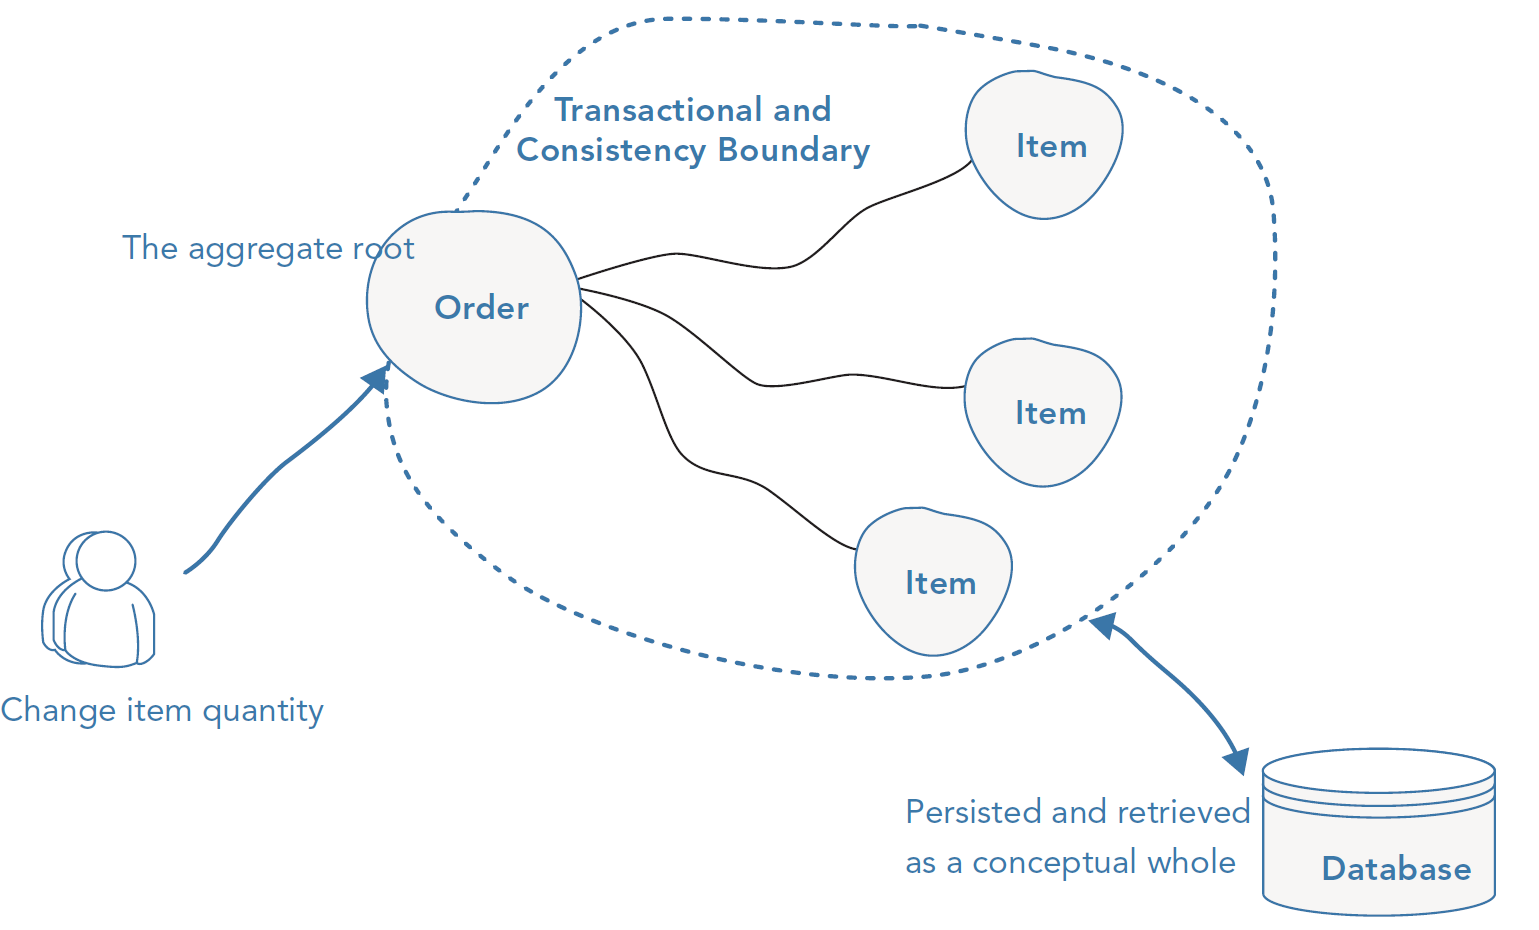 Transactional and
Consistency Boundary
Item
The aggregate root
Order
Item
Item
Change item quantity
Persisted and retrieved
as a conceptual whole
Database